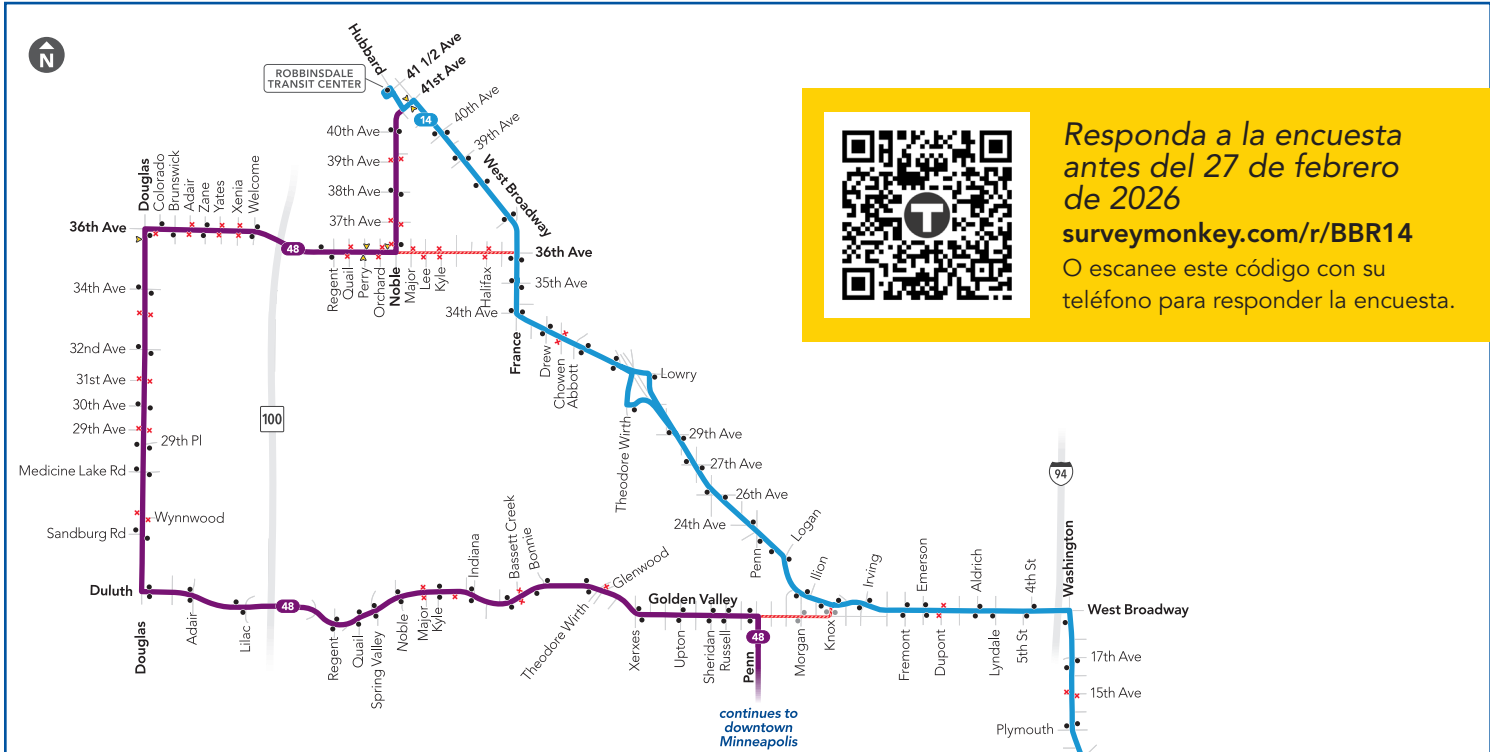 N
Hubbard
41 1/2 Ave
41st Ave
ROBBINSDALE
TRANSIT CENTER
14
40th Ave
39th Ave
West Broadway
40th Ave
39th Ave
38th Ave
37th Ave
Douglas
Colorado
Brunswick
Adair
Zane
Yates
Xenia
Welcome
36th Ave
48
Regent
Quail
Perry
Orchard
Noble
Major
Lee
Kyle
Halifax
36th Ave
35th Ave
34th Ave
France
Drew
Chowen
Abbott
Lowry
Theodore Wirth
29th Ave
27th Ave
26th Ave
24th Ave
Penn
Logan
Ilion
Irving
Emerson
Aldrich
4th St
Washington
94
34th Ave
32nd Ave
31st Ave
30th Ave
29th Ave
29th Pl
Medicine Lake Rd
Wynnwood
Sandburg Rd
100
Duluth
Douglas
Adair
Lilac
48
Regent
Quail
Spring Valley
Noble
Major
Kyle
Indiana
Bassett Creek
Bonnie
Theodore Wirth
Glenwood
Golden Valley
Xerxes
Upton
Sheridan
Russell
Penn
48
Morgan
Knox
Fremont
Dupont
Lyndale
5th St
West Broadway
17th Ave
15th Ave
Plymouth
continues to
downtown
Minneapolis
T
Responda a la encuesta
antes del 27 de febrero
de 2026
surveymonkey.com/r/BBR14
O escanee este código con su
teléfono para responder la encuesta.